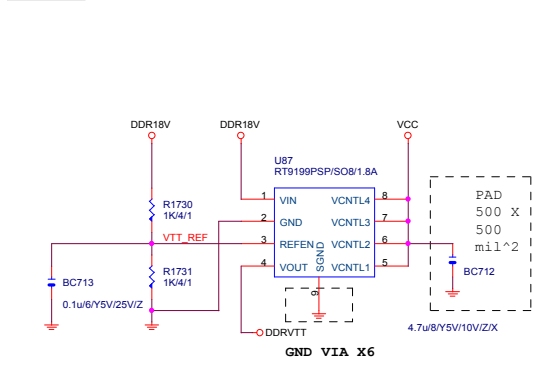 DDR18V
DDR18V
VCC
U87
RT9199PSP/SO8/1.8A
R1730
1K/4/1
1
VIN
VCNTL4
8
2
GND
VCNTL3
7
VTT_REF
3
REFEN
VCNTL2
6
4
VOUT
VCNTL1
5
SGND
9
R1731
1K/4/1
BC713
0.1u/6/Y5V/25V/Z
DDRVTT
GND VIA X6
PAD
500 X
500
mil^2
BC712
4.7u/8/Y5V/10V/Z/X